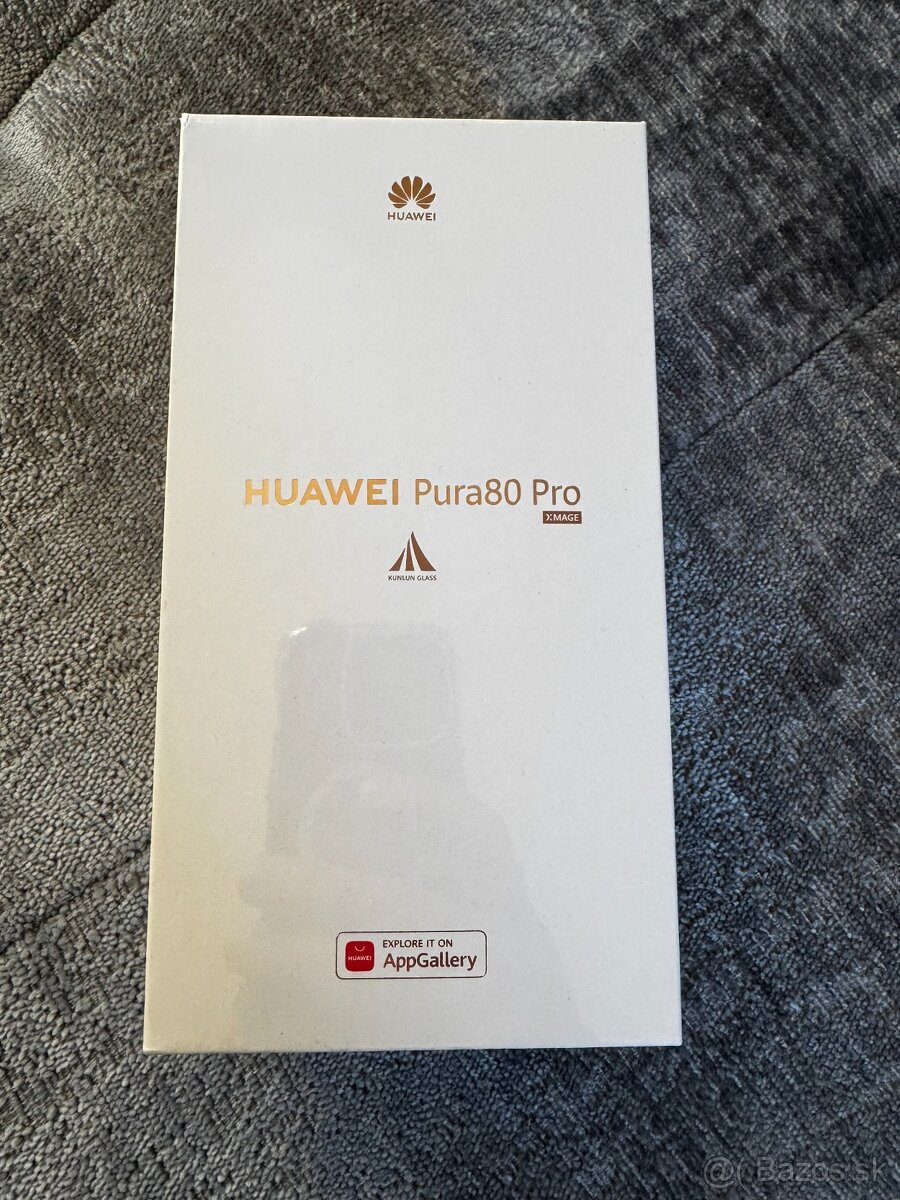 HUAWEI
HUAWEI Pura80 Pro
XMAGE
KUNLUN GLASS
EXPLORE IT ON
HUAWEI AppGallery
@ Bazos.sk